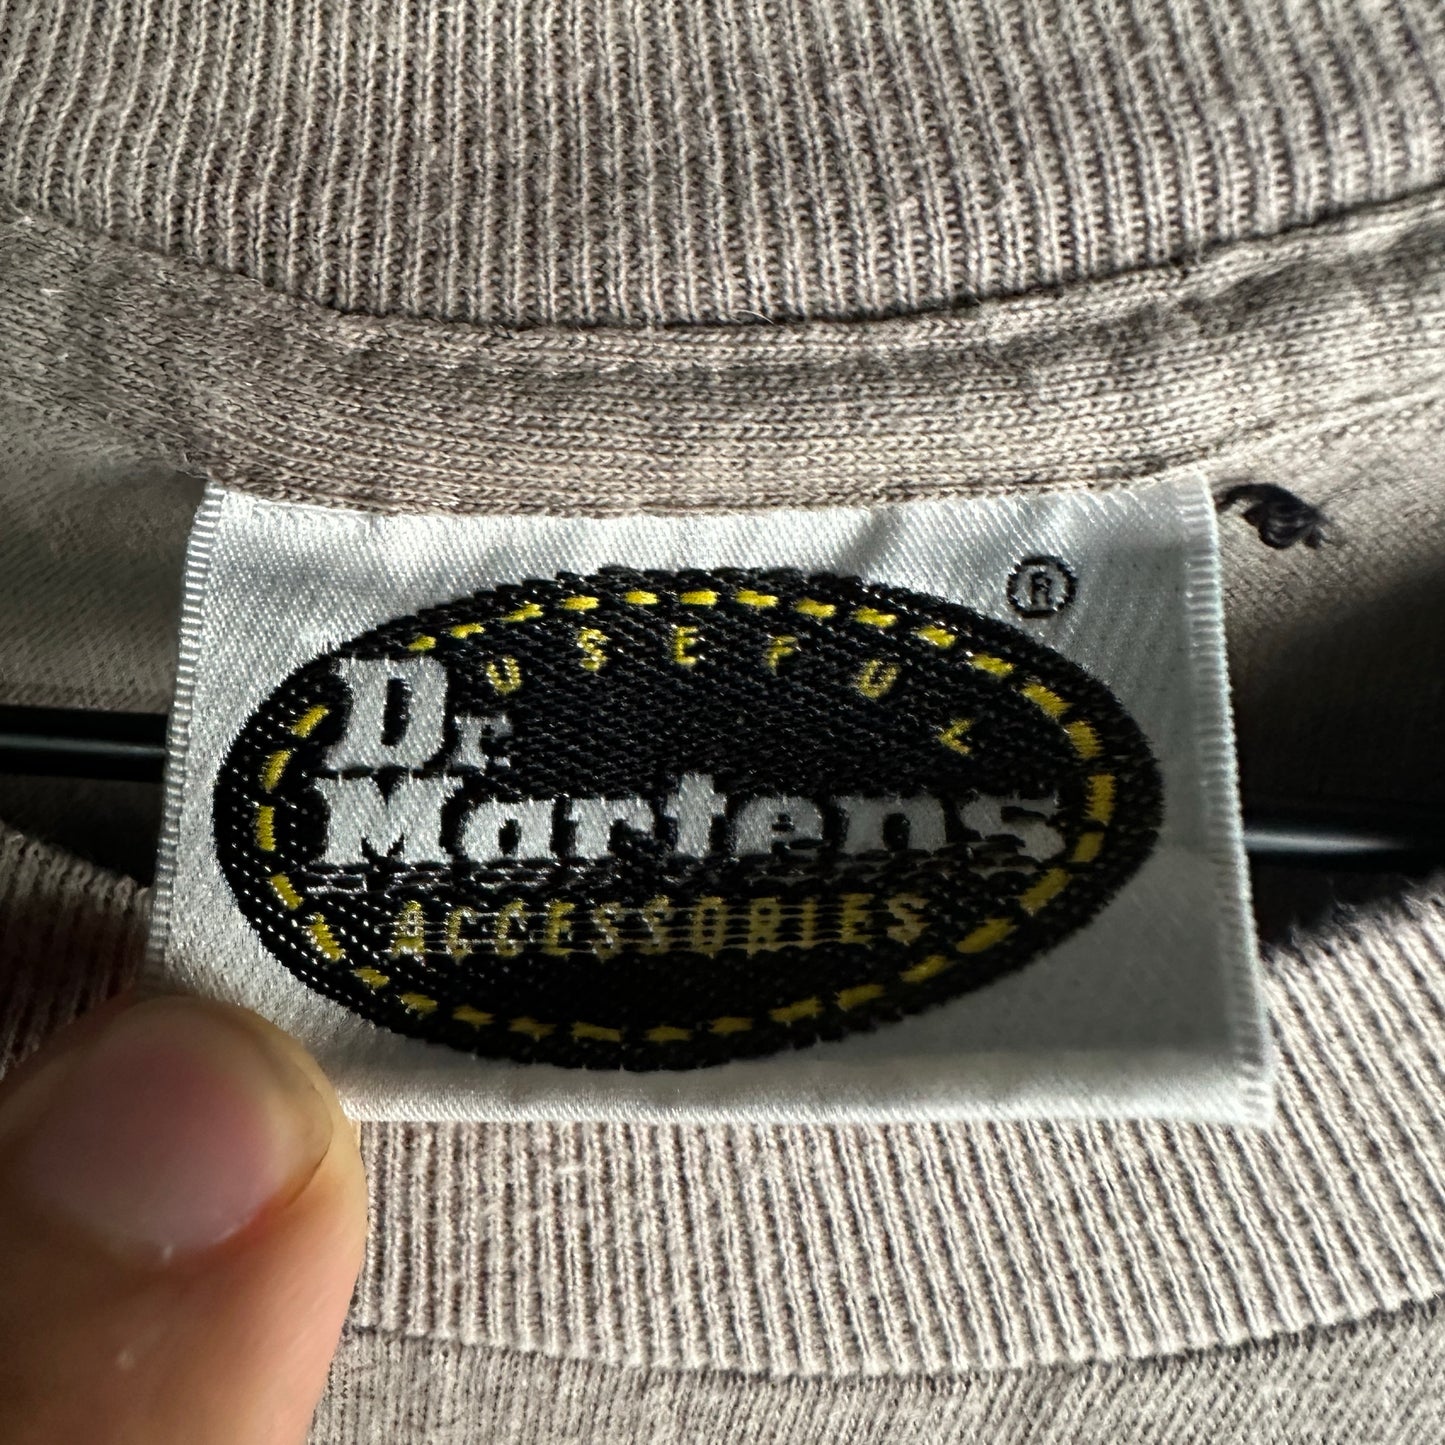 ®
USEFUL
Dr.
Martens
ACCESSORIES